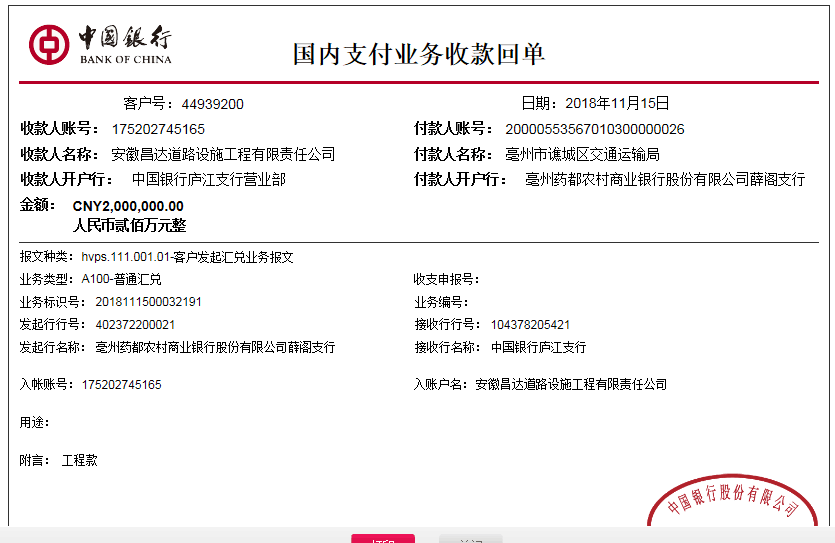 中国银行
BANK OF CHINA
国内支付业务收款回单
客户号：44939200 日期：2018年11月15日
收款人账号：175202745165 付款人账号：20000553567010300000026
收款人名称：安徽昌达道路设施工程有限责任公司 付款人名称：亳州市谯城区交通运输局
收款人开户行：中国银行庐江支行营业部 付款人开户行：亳州药都农村商业银行股份有限公司薛阁支行
金额：CNY2,000,000.00
人民币贰佰万元整
报文种类：hvps.111.001.01-客户发起汇兑业务报文
业务类型：A100-普通汇兑 收支申报号：
业务标识号：2018111500032191 业务编号：
发起行行号：402372200021 接收行行号：104378205421
发起行名称：亳州药都农村商业银行股份有限公司薛阁支行 接收行名称：中国银行庐江支行
入帐账号：175202745165 入账户名：安徽昌达道路设施工程有限责任公司
用途：
附言：工程款
中国银行股份有限公司